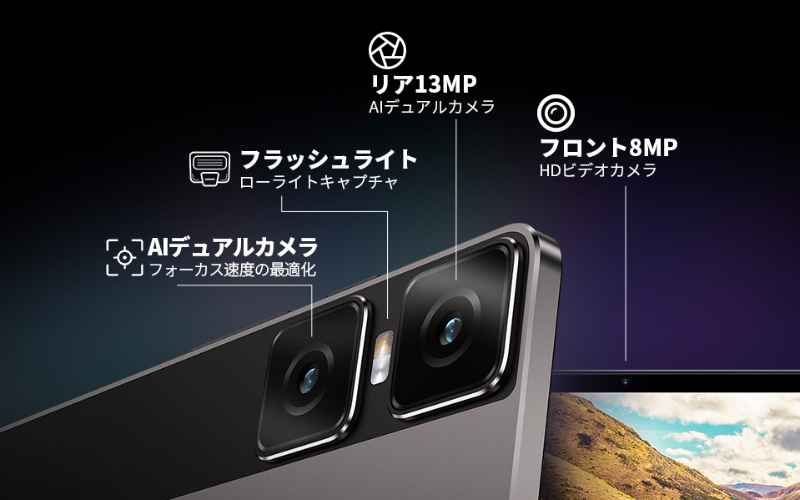 リア13MP
AIデュアルカメラ
フロント8MP
HDビデオカメラ
フラッシュライト
ローライトキャプチャ
AIデュアルカメラ
フォーカス速度の最適化